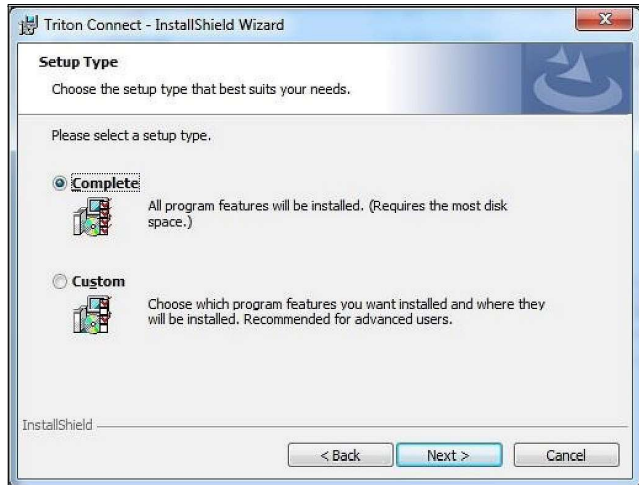 Triton Connect - InstallShield Wizard
Setup Type
Choose the setup type that best suits your needs.
Please select a setup type.
Complete
All program features will be installed. (Requires the most disk
space.)
Custom
Choose which program features you want installed and where they
will be installed. Recommended for advanced users.
InstallShield
< Back
Next >
Cancel